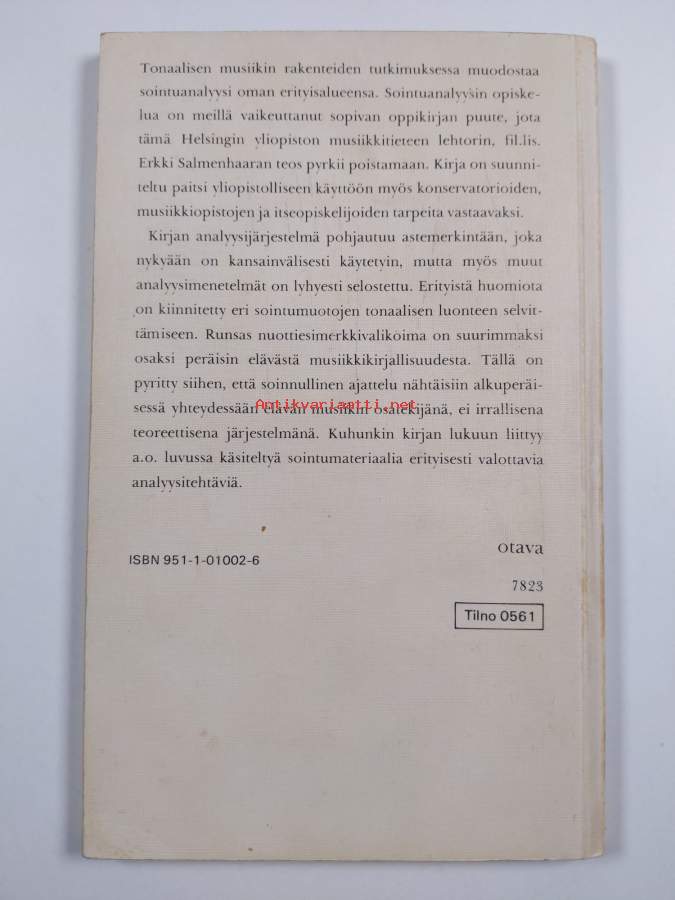 Tonaalisen musiikin rakenteiden tutkimuksessa muodostaa
sointuanalyysi oman erityisalueensa. Sointuanalyysin opiske-
lua on meillä vaikeuttanut sopivan oppikirjan puute, jota
tämä Helsingin yliopiston musiikkitieteen lehtorin, fil.lis.
Erkki Salmenhaaran teos pyrkii poistamaan. Kirja on suunni-
teltu paitsi yliopistolliseen käyttöön myös konservatorioiden,
musiikkiopistojen ja itseopiskelijoiden tarpeita vastaavaksi.
Kirjan analyysijärjestelmä pohjautuu astemerkintään, joka
nykyään on kansainvälisesti käytetyin, mutta myös muut
analyysimenetelmät on lyhyesti selostettu. Erityistä huomiota
on kiinnitetty eri sointumuotojen tonaalisen luonteen selvit-
tämiseen. Runsas nuottiesimerkkivalikoima on suurimmaksi
osaksi peräisin elävästä musiikkikirjallisuudesta. Tällä on
pyritty siihen, että soinnullinen ajattelu nähtäisiin alkuperäi-
sessä yhteydessään elävän musiikin osatekijänä, ei irrallisena
Antikvariaatti.net
teoreettisena järjestelmänä. Kuhunkin kirjan lukuun liittyy
a.o. luvussa käsiteltyä sointumateriaalia erityisesti valottavia
analyysitehtäviä.
otava
ISBN 951-1-01002-6
7823
Tilno 0561